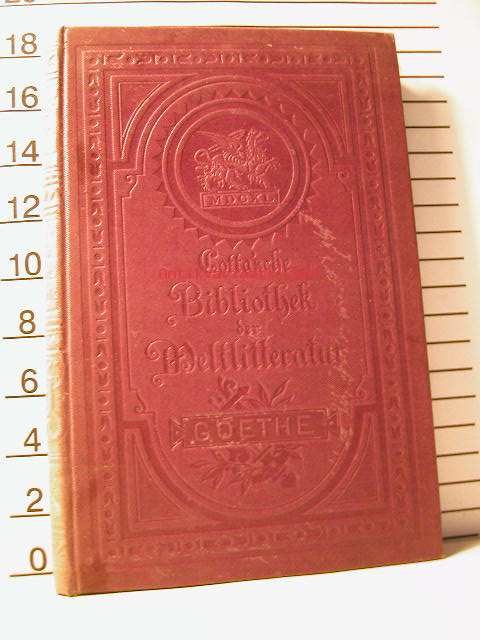 18
16
14
12
10
8
6
4
2
0
MDCXL
Cotta'sche
Bibliothek
der
Weltlitteratur
GOETHE